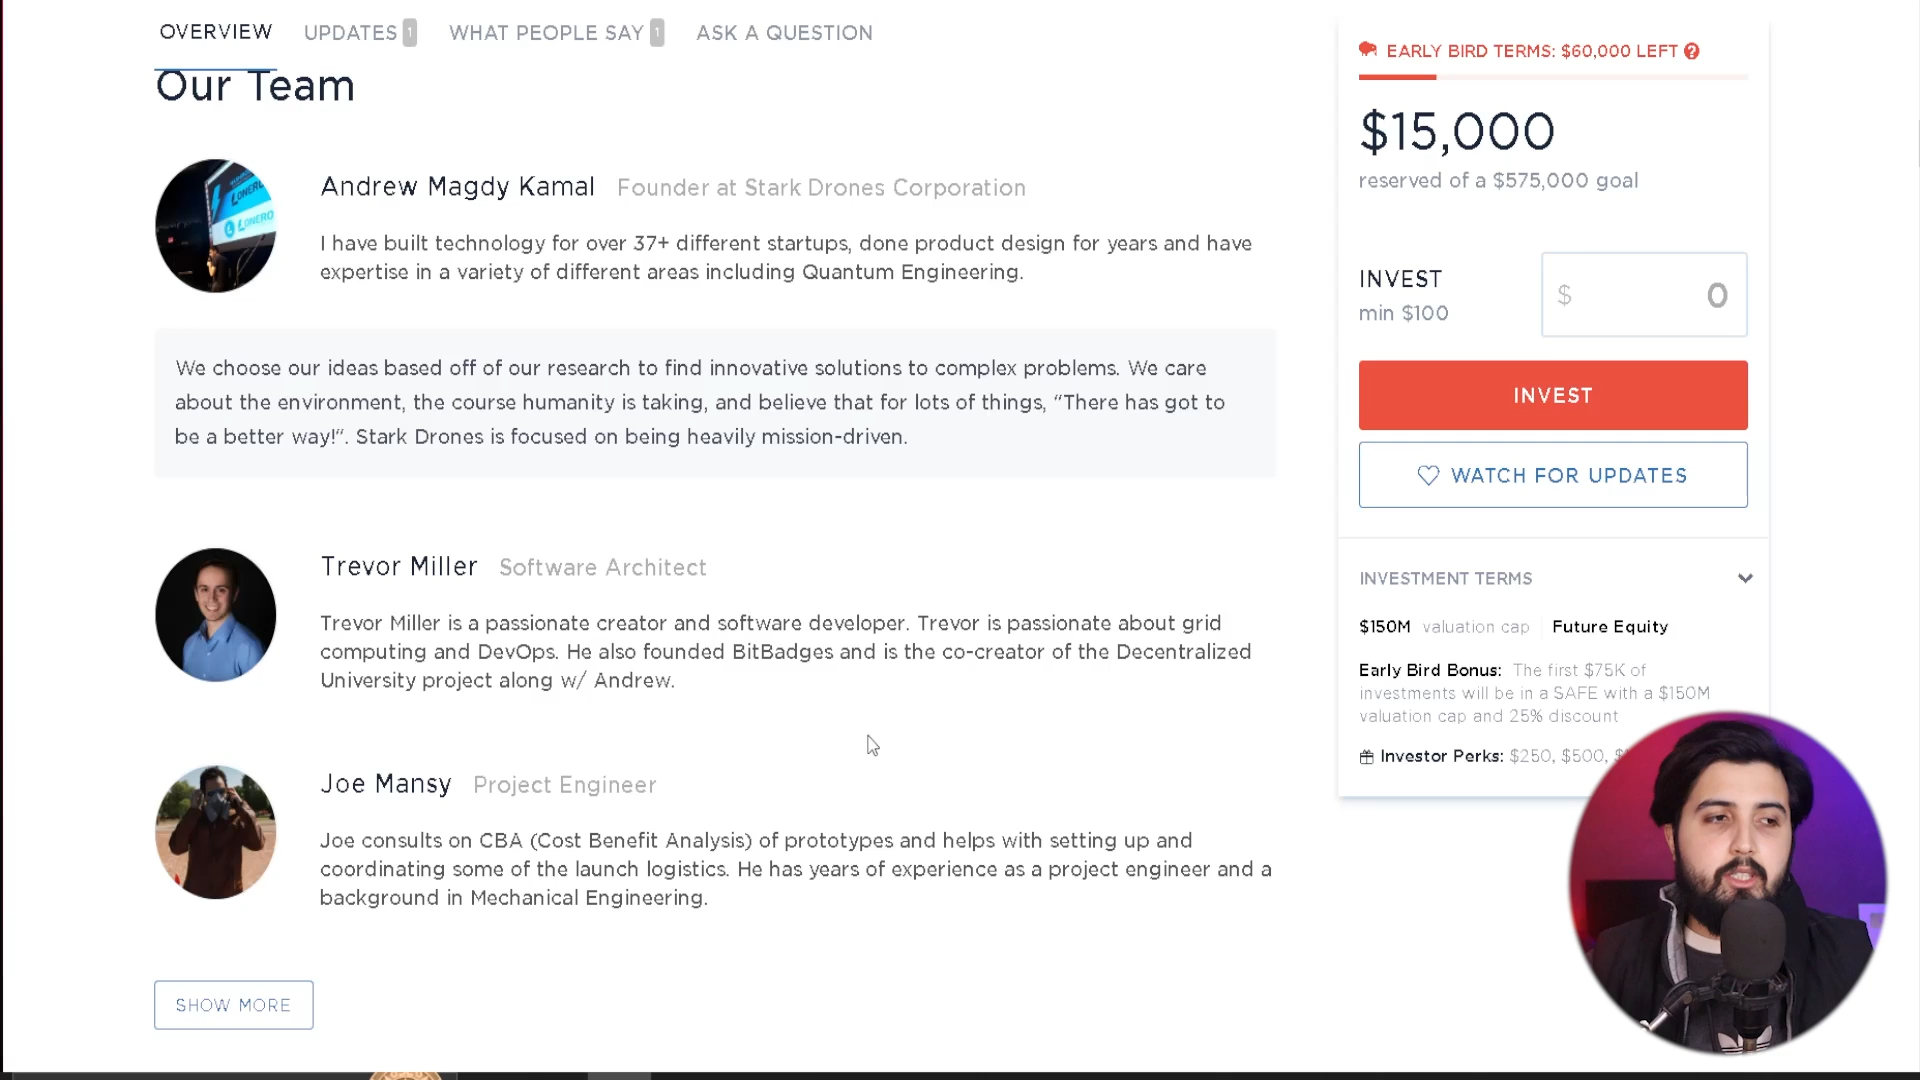 OVERVIEW
UPDATES 1
WHAT PEOPLE SAY 1
ASK A QUESTION
Our Team
Andrew Magdy Kamal Founder at Stark Drones Corporation
I have built technology for over 37+ different startups, done product design for years and have
expertise in a variety of different areas including Quantum Engineering.
LONERO
LONERO
We choose our ideas based off of our research to find innovative solutions to complex problems. We care
about the environment, the course humanity is taking, and believe that for lots of things, “There has got to
be a better way!“. Stark Drones is focused on being heavily mission-driven.
Trevor Miller Software Architect
Trevor Miller is a passionate creator and software developer. Trevor is passionate about grid
computing and DevOps. He also founded BitBadges and is the co-creator of the Decentralized
University project along w/ Andrew.
Joe Mansy Project Engineer
Joe consults on CBA (Cost Benefit Analysis) of prototypes and helps with setting up and
coordinating some of the launch logistics. He has years of experience as a project engineer and a
background in Mechanical Engineering.
SHOW MORE
EARLY BIRD TERMS: $60,000 LEFT ?
$15,000
reserved of a $575,000 goal
INVEST
min $100
$ 0
INVEST
WATCH FOR UPDATES
INVESTMENT TERMS
$150M valuation cap Future Equity
Early Bird Bonus: The first $75K of
investments will be in a SAFE with a $150M
valuation cap and 25% discount
Investor Perks: $250, $500,